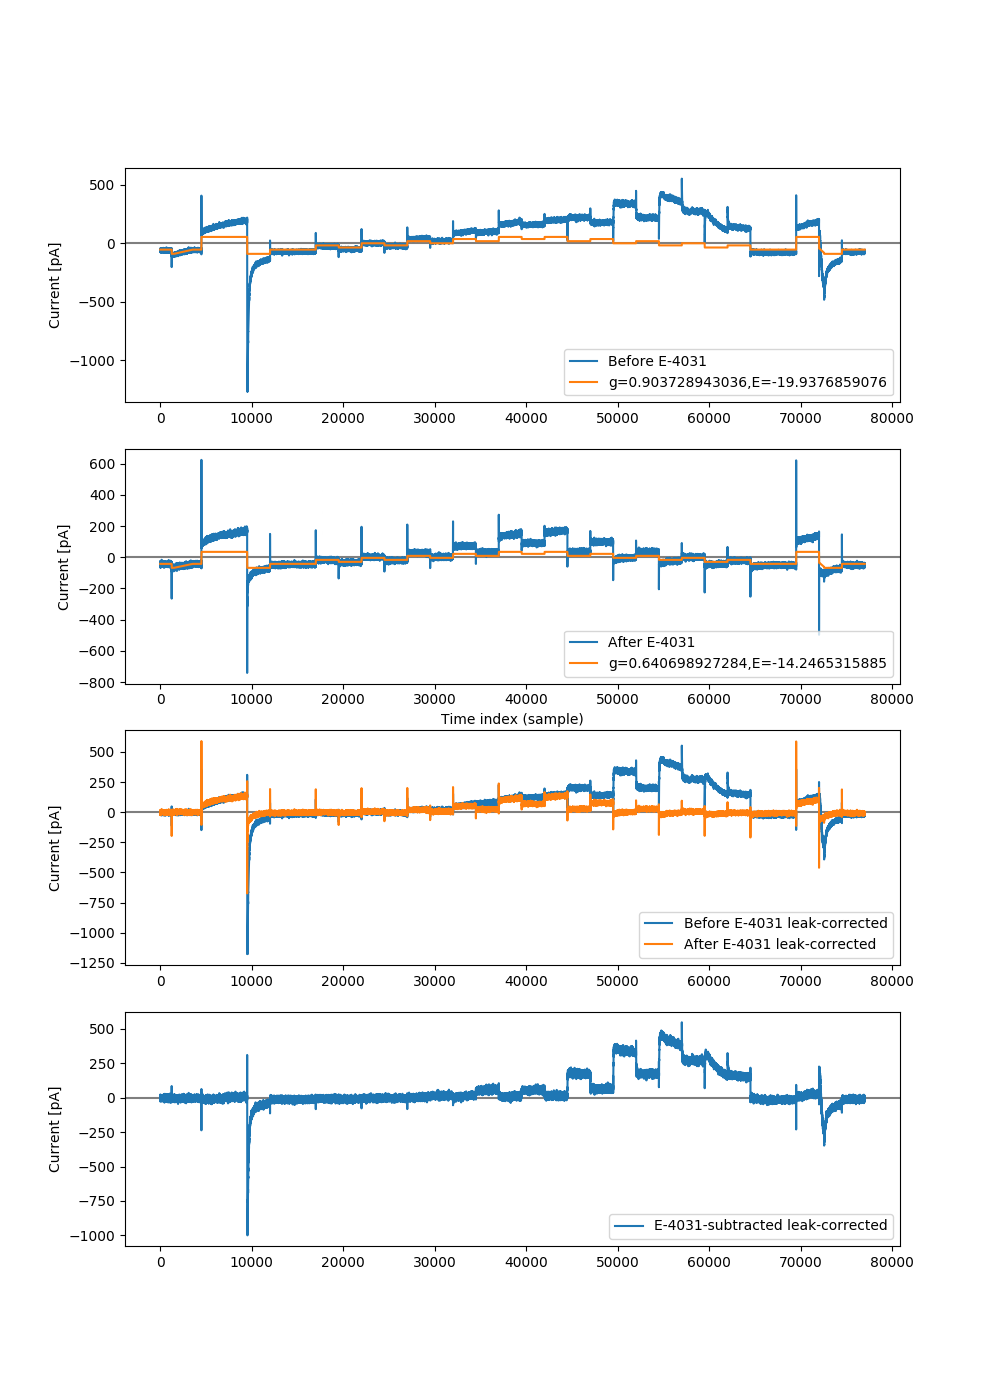 500
0
−500
−1000
Current [pA]
Before E-4031
g=0.903728943036,E=-19.9376859076
0 10000 20000 30000 40000 50000 60000 70000 80000
600
400
200
0
−200
−400
−600
−800
Current [pA]
After E-4031
g=0.640698927284,E=-14.2465315885
0 10000 20000 30000 40000 50000 60000 70000 80000
Time index (sample)
500
250
0
−250
−500
−750
−1000
−1250
Current [pA]
Before E-4031 leak-corrected
After E-4031 leak-corrected
0 10000 20000 30000 40000 50000 60000 70000 80000
500
250
0
−250
−500
−750
−1000
Current [pA]
E-4031-subtracted leak-corrected
0 10000 20000 30000 40000 50000 60000 70000 80000